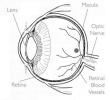 Lens
Macula
Optic
Nerve
Retina
Retinal
Blood
Vessels